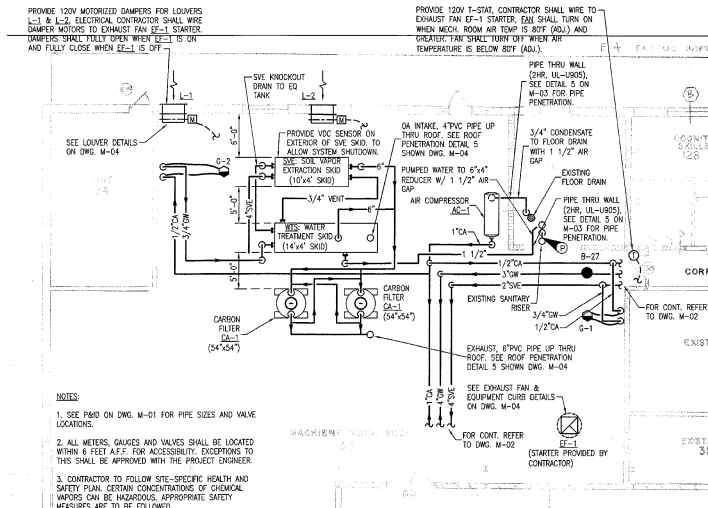 PROVIDE 120V MOTORIZED DAMPERS FOR LOUVERS
L-1 & L-2. ELECTRICAL CONTRACTOR SHALL WIRE
DAMPER MOTORS TO EXHAUST FAN EF-1 STARTER.
DAMPERS SHALL FULLY OPEN WHEN EF-1 IS ON
AND FULLY CLOSE WHEN EF-1 IS OFF
PROVIDE 120V T-STAT, CONTRACTOR SHALL WIRE TO
EXHAUST FAN EF-1 STARTER, FAN SHALL TURN ON
WHEN MECH. ROOM AIR TEMP IS 80°F (ADJ.) AND
GREATER. FAN SHALL TURN OFF WHEN AIR
TEMPERATURE IS BELOW 80°F (ADJ.).
SVE KNOCKOUT
DRAIN TO EQ
TANK
L-1
L-2
M
M
SEE LOUVER DETAILS
ON DWG. M-04
6'-0"
PROVIDE VDC SENSOR ON
EXTERIOR OF SVE SKID, TO
ALLOW SYSTEM SHUTDOWN.
SVE: SOIL VAPOR
EXTRACTION SKID
(10'x4' SKID)
6"
OA INTAKE, 4"PVC PIPE UP
THRU ROOF. SEE ROOF
PENETRATION DETAIL 5
SHOWN DWG. M-04
PIPE THRU WALL
(2HR, UL-U905),
SEE DETAIL 5 ON
M-03 FOR PIPE
PENETRATION.
3/4" CONDENSATE
TO FLOOR DRAIN
WITH 1 1/2" AIR
GAP
B
128
G-2
5'-0"
4"SVE
3/4" VENT
6"
WTS: WATER
TREATMENT SKID
(14'x4' SKID)
1/2"CA
3/4"GW
5'-0"
PUMPED WATER TO 6"x4"
REDUCER W/ 1 1/2" AIR
GAP
AIR COMPRESSOR
AC-1
EXISTING
FLOOR DRAIN
PIPE THRU WALL
(2HR, UL-U905),
SEE DETAIL 5 ON
M-03 FOR PIPE
PENETRATION.
P
1"CA
1 1/2"
1/2"CA
B-27
T
3"GW
2"SVE
CORR
CARBON
FILTER
CA-1
(54"x54")
CARBON
FILTER
CA-1
(54"x54")
EXISTING SANITARY
RISER
3/4"GW
1/2"CA
G-1
FOR CONT. REFER
TO DWG. M-02
EXHAUST, 6"PVC PIPE UP THRU
ROOF. SEE ROOF PENETRATION
DETAIL 5 SHOWN DWG. M-04
EXIST
1"CA
4"GW
4"SVE
SEE EXHAUST FAN &
EQUIPMENT CURB DETAILS
ON DWG. M-04
FOR CONT. REFER
TO DWG. M-02
EF-1
(STARTER PROVIDED BY
CONTRACTOR)
NOTES:
1. SEE P&ID ON DWG. M-01 FOR PIPE SIZES AND VALVE
LOCATIONS.
2. ALL METERS, GAUGES AND VALVES SHALL BE LOCATED
WITHIN 6 FEET A.F.F. FOR ACCESSIBILITY. EXCEPTIONS TO
THIS SHALL BE APPROVED WITH THE PROJECT ENGINEER.
3. CONTRACTOR TO FOLLOW SITE-SPECIFIC HEALTH AND
SAFETY PLAN. CERTAIN CONCENTRATIONS OF CHEMICAL
VAPORS CAN BE HAZARDOUS. APPROPRIATE SAFETY
MEASURES ARE TO BE FOLLOWED